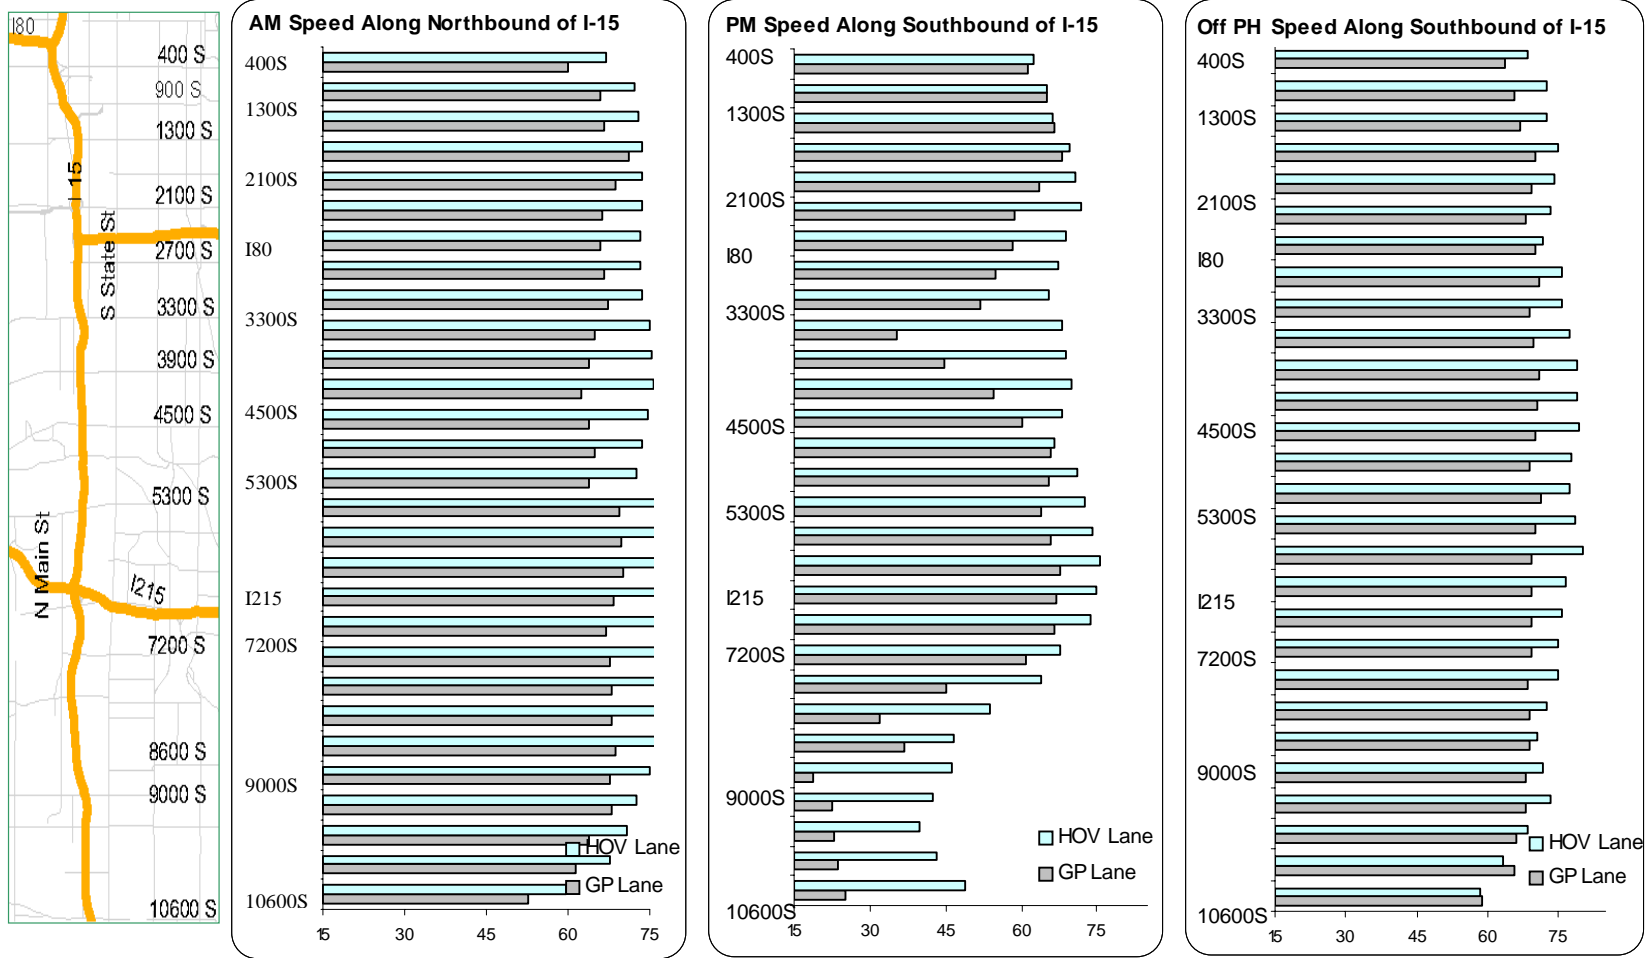 I80
400 S
900 S
1300 S
I 15
2100 S
S State St
2700 S
3300 S
3900 S
4500 S
5300 S
N Main St
I215
7200 S
8600 S
9000 S
10600 S
AM Speed Along Northbound of I-15
400S
1300S
2100S
I80
3300S
4500S
5300S
I215
7200S
9000S
10600S
HOV Lane
GP Lane
15 30 45 60 75
PM Speed Along Southbound of I-15
400S
1300S
2100S
I80
3300S
4500S
5300S
I215
7200S
9000S
10600S
HOV Lane
GP Lane
15 30 45 60 75
Off PH Speed Along Southbound of I-15
400S
1300S
2100S
I80
3300S
4500S
5300S
I215
7200S
9000S
10600S
HOV Lane
GP Lane
15 30 45 60 75